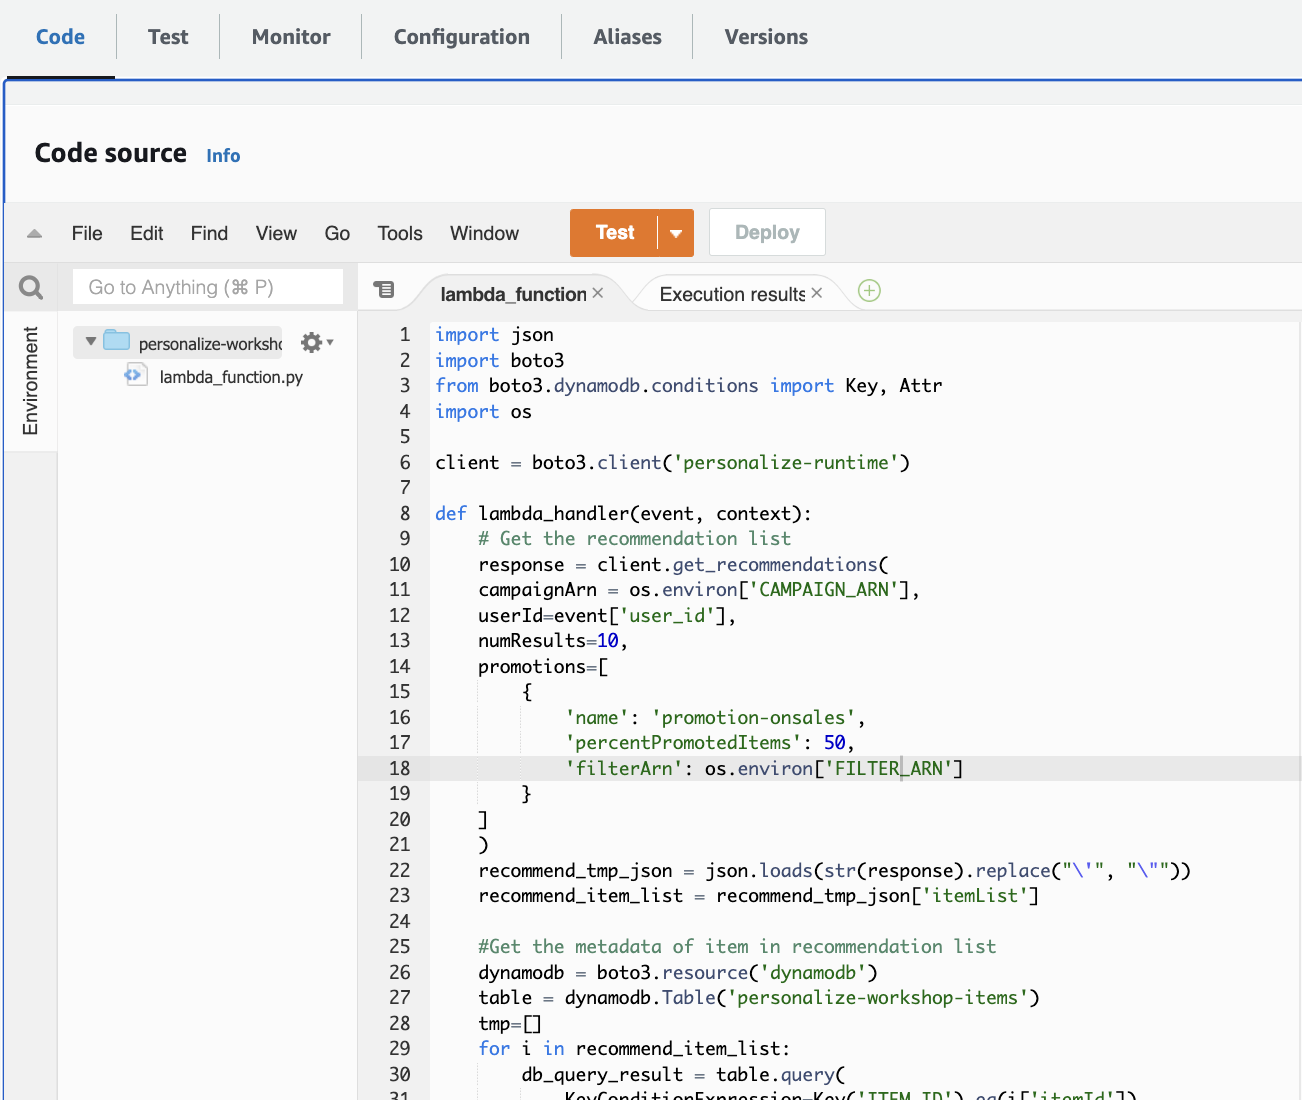 Code Test Monitor Configuration Aliases Versions
Code source Info
File Edit Find View Go Tools Window Test Deploy
Go to Anything (⌘ P)
lambda_function × Execution results ×
Environment
personalize-worksho
lambda_function.py
1 import json
2 import boto3
3 from boto3.dynamodb.conditions import Key, Attr
4 import os
5
6 client = boto3.client('personalize-runtime')
7
8 def lambda_handler(event, context):
9     # Get the recommendation list
10     response = client.get_recommendations(
11     campaignArn = os.environ['CAMPAIGN_ARN'],
12     userId=event['user_id'],
13     numResults=10,
14     promotions=[
15         {
16             'name': 'promotion-onsales',
17             'percentPromotedItems': 50,
18             'filterArn': os.environ['FILTER_ARN']
19         }
20     ]
21     )
22     recommend_tmp_json = json.loads(str(response).replace("\'", "\""))
23     recommend_item_list = recommend_tmp_json['itemList']
24
25     #Get the metadata of item in recommendation list
26     dynamodb = boto3.resource('dynamodb')
27     table = dynamodb.Table('personalize-workshop-items')
28     tmp=[]
29     for i in recommend_item_list:
30         db_query_result = table.query(
31             KeyConditionExpression=Key('ITEM_ID').eq(i['itemId'])